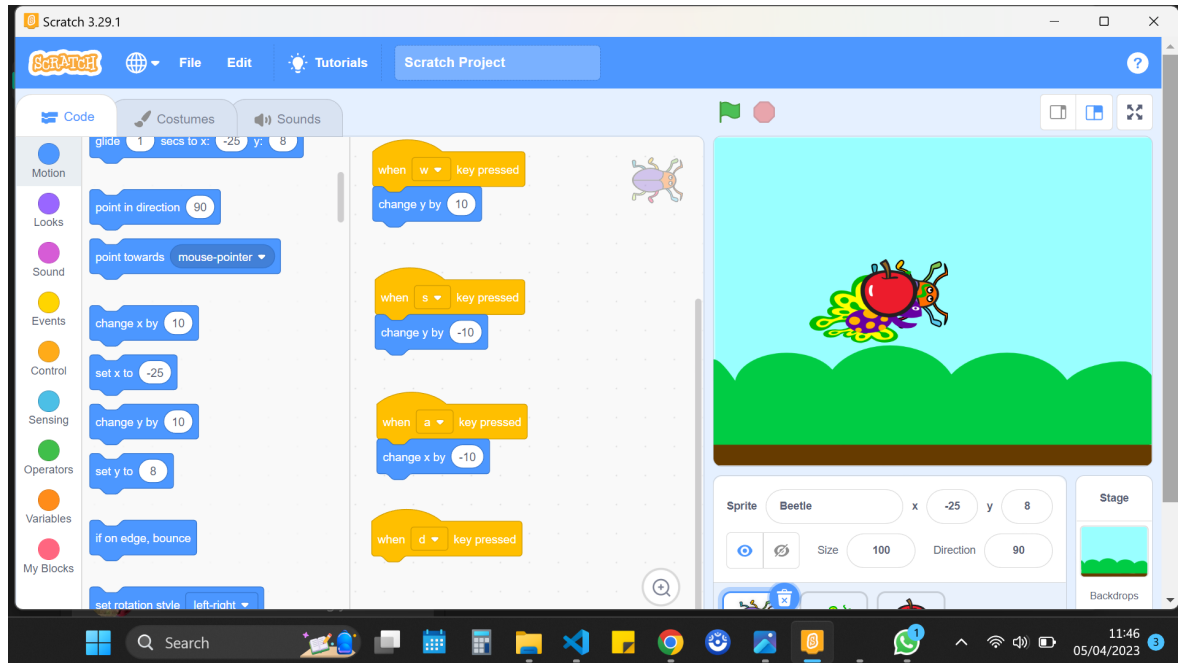 Scratch 3.29.1
SCRATCH File Edit Tutorials Scratch Project ?
Code Costumes Sounds
Motion
Looks
Sound
Events
Control
Sensing
Operators
Variables
My Blocks
glide 1 secs to x: -25 y: 8
point in direction 90
point towards mouse-pointer
change x by 10
set x to -25
change y by 10
set y to 8
if on edge, bounce
set rotation style left-right
when w key pressed
change y by 10
when s key pressed
change y by -10
when a key pressed
change x by -10
when d key pressed
Sprite Beetle x -25 y 8
Size 100 Direction 90
Stage
Backdrops
Search
1
11:46
05/04/2023
3